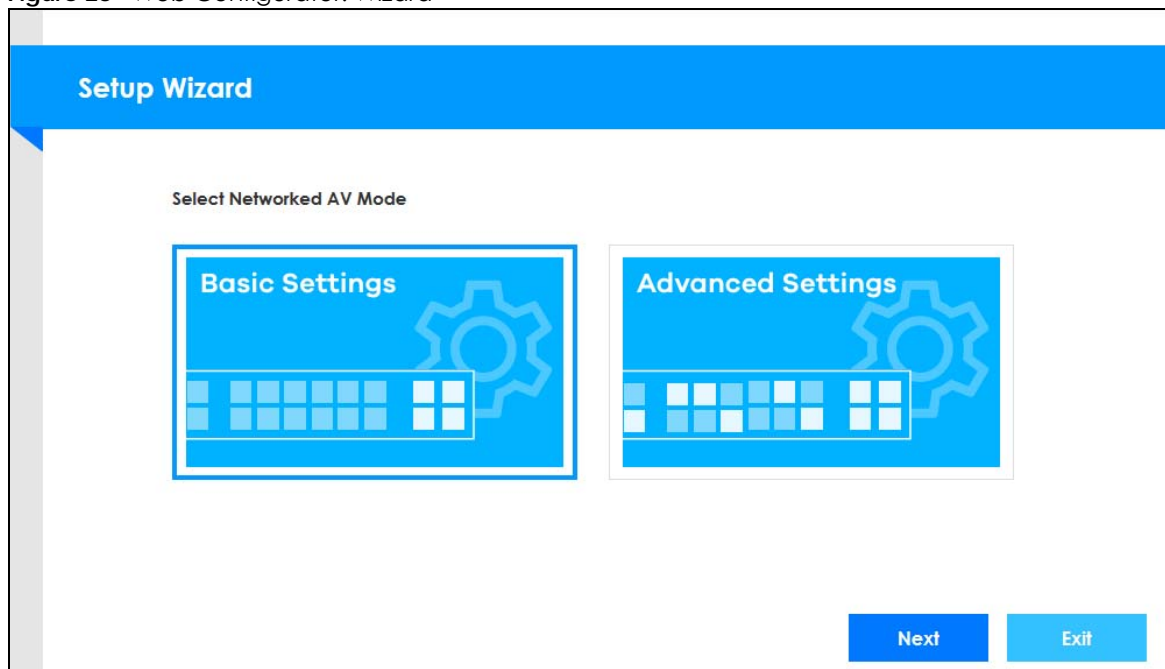 Setup Wizard
Select Networked AV Mode
Basic Settings
Advanced Settings
Next
Exit